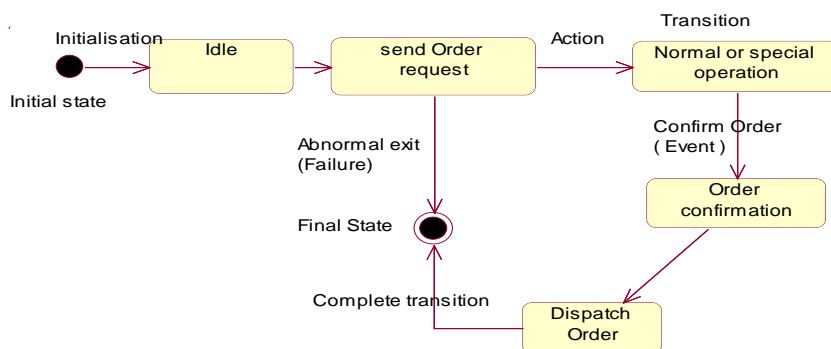 Transition
Initialisation
Idle
send Order
request
Action
Normal or special
operation
Initial state
Confirm Order
( Event )
Abnormal exit
(Failure)
Order
confirmation
Final State
Complete transition
Dispatch
Order